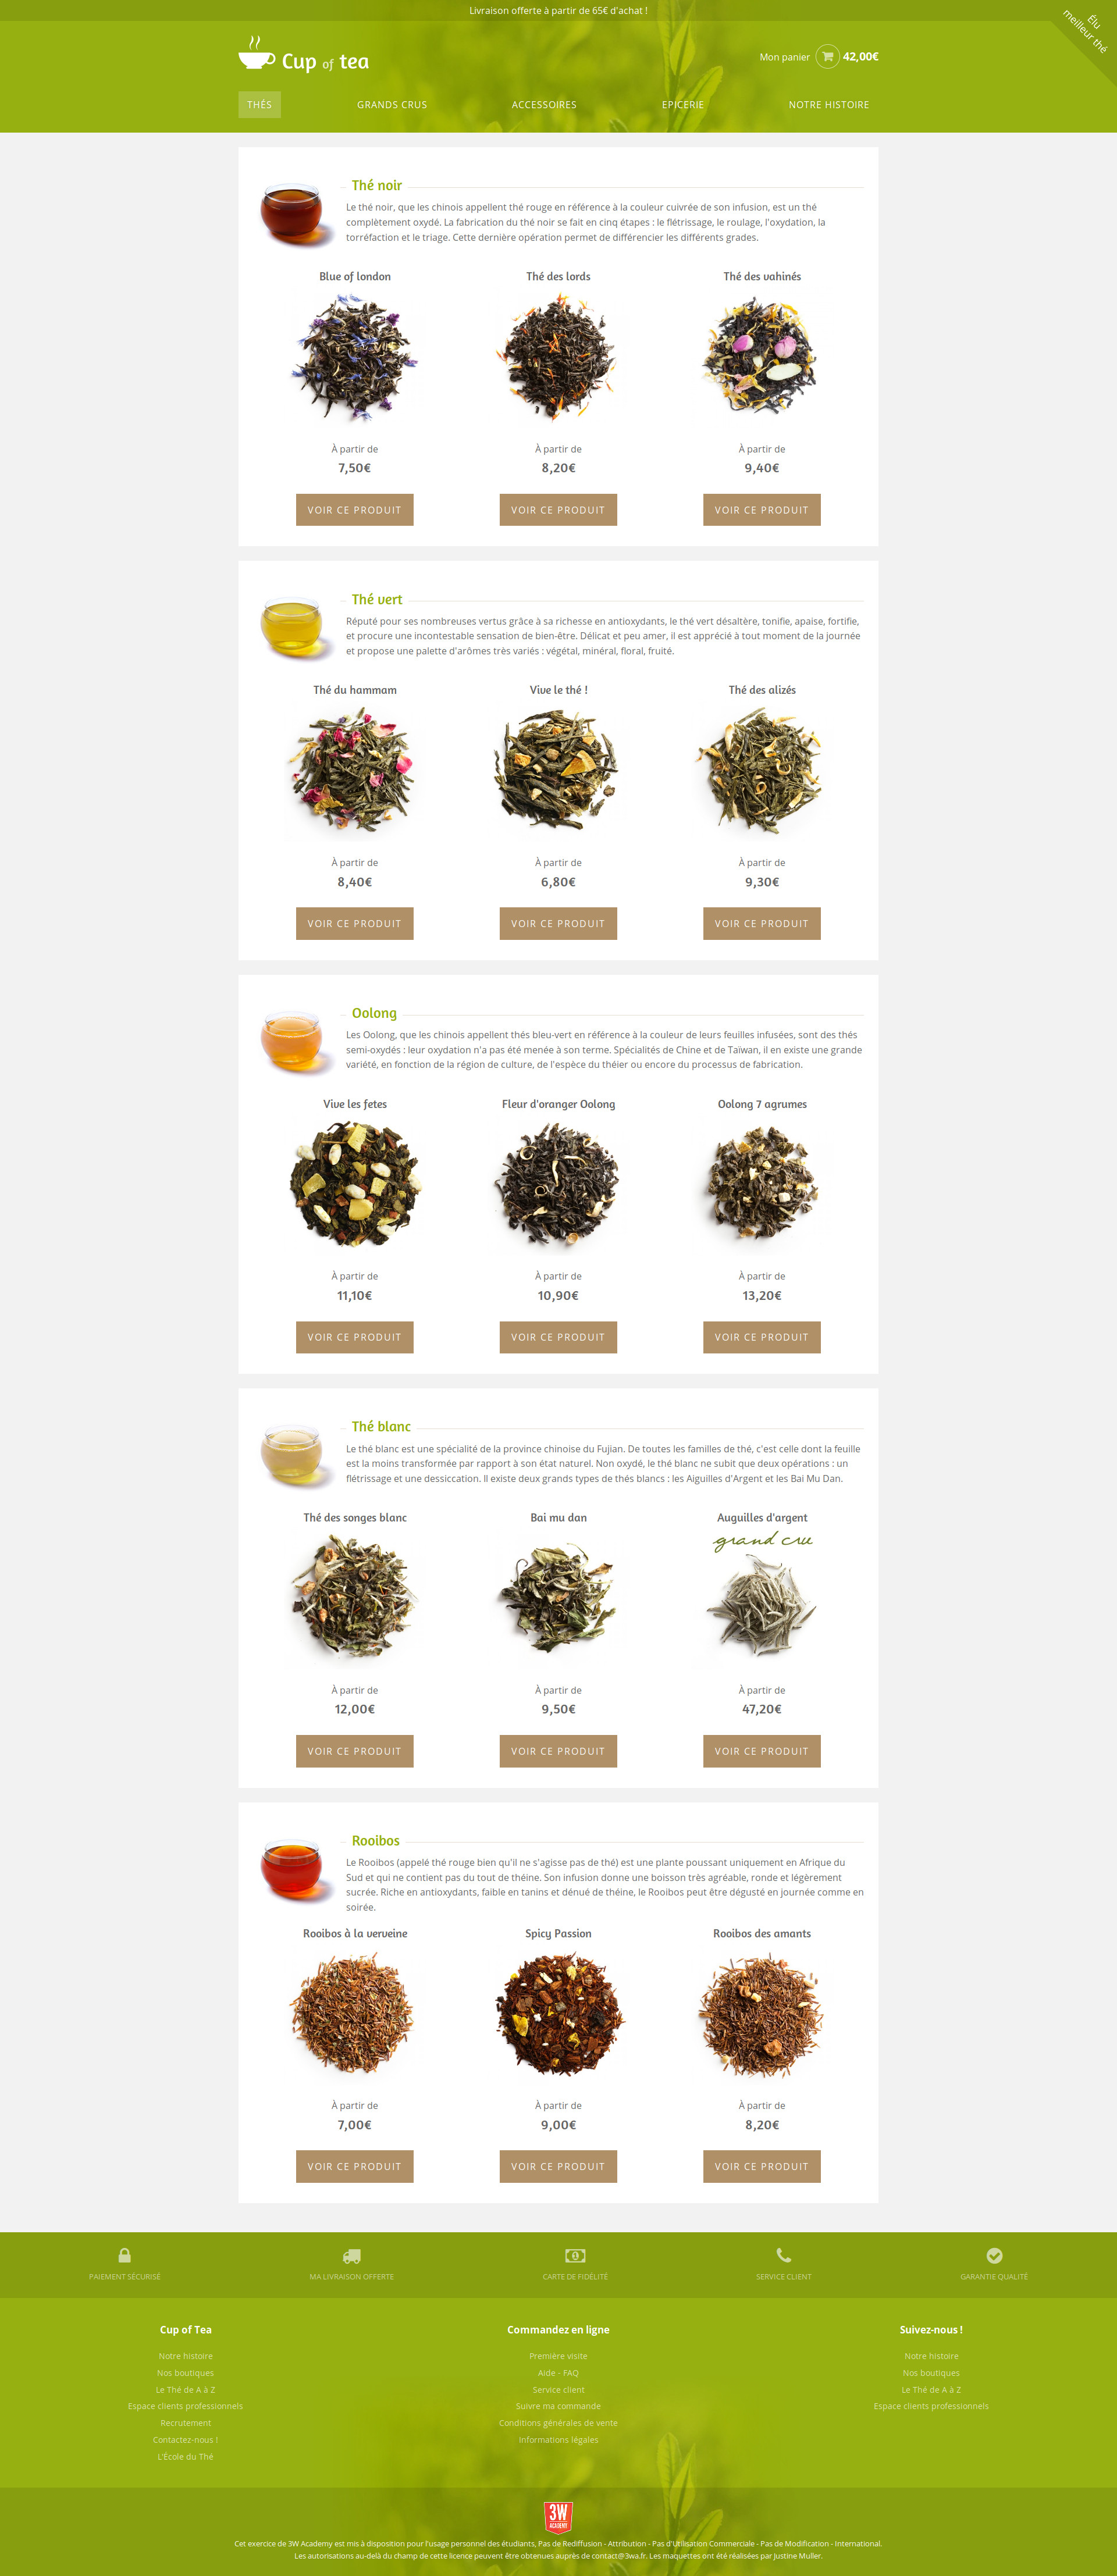 Livraison offerte à partir de 65€ d'achat !
Élu
meilleur thé
Cup of tea
Mon panier 42,00€
THÉS GRANDS CRUS ACCESSOIRES EPICERIE NOTRE HISTOIRE
Thé noir
Le thé noir, que les chinois appellent thé rouge en référence à la couleur cuivrée de son infusion, est un thé
complètement oxydé. La fabrication du thé noir se fait en cinq étapes : le flétrissage, le roulage, l'oxydation, la
torréfaction et le triage. Cette dernière opération permet de différencier les différents grades.
Blue of london Thé des lords Thé des vahinés
À partir de À partir de À partir de
7,50€ 8,20€ 9,40€
VOIR CE PRODUIT VOIR CE PRODUIT VOIR CE PRODUIT
Thé vert
Réputé pour ses nombreuses vertus grâce à sa richesse en antioxydants, le thé vert désaltère, tonifie, apaise, fortifie,
et procure une incontestable sensation de bien-être. Délicat et peu amer, il est apprécié à tout moment de la journée
et propose une palette d'arômes très variés : végétal, minéral, floral, fruité.
Thé du hammam Vive le thé ! Thé des alizés
À partir de À partir de À partir de
8,40€ 6,80€ 9,30€
VOIR CE PRODUIT VOIR CE PRODUIT VOIR CE PRODUIT
Oolong
Les Oolong, que les chinois appellent thés bleu-vert en référence à la couleur de leurs feuilles infusées, sont des thés
semi-oxydés : leur oxydation n'a pas été menée à son terme. Spécialités de Chine et de Taïwan, il en existe une grande
variété, en fonction de la région de culture, de l'espèce du théier ou encore du processus de fabrication.
Vive les fetes Fleur d'oranger Oolong Oolong 7 agrumes
À partir de À partir de À partir de
11,10€ 10,90€ 13,20€
VOIR CE PRODUIT VOIR CE PRODUIT VOIR CE PRODUIT
Thé blanc
Le thé blanc est une spécialité de la province chinoise du Fujian. De toutes les familles de thé, c'est celle dont la feuille
est la moins transformée par rapport à son état naturel. Non oxydé, le thé blanc ne subit que deux opérations : un
flétrissage et une dessiccation. Il existe deux grands types de thés blancs : les Aiguilles d'Argent et les Bai Mu Dan.
Thé des songes blanc Bai mu dan Auguilles d'argent
grand cru
À partir de À partir de À partir de
12,00€ 9,50€ 47,20€
VOIR CE PRODUIT VOIR CE PRODUIT VOIR CE PRODUIT
Rooibos
Le Rooibos (appelé thé rouge bien qu'il ne s'agisse pas de thé) est une plante poussant uniquement en Afrique du
Sud et qui ne contient pas du tout de théine. Son infusion donne une boisson très agréable, ronde et légèrement
sucrée. Riche en antioxydants, faible en tanins et dénué de théine, le Rooibos peut être dégusté en journée comme en
soirée.
Rooibos à la verveine Spicy Passion Rooibos des amants
À partir de À partir de À partir de
7,00€ 9,00€ 8,20€
VOIR CE PRODUIT VOIR CE PRODUIT VOIR CE PRODUIT
PAIEMENT SÉCURISÉ MA LIVRAISON OFFERTE CARTE DE FIDÉLITÉ SERVICE CLIENT GARANTIE QUALITÉ
Cup of Tea
Notre histoire
Nos boutiques
Le Thé de A à Z
Espace clients professionnels
Recrutement
Contactez-nous !
L'École du Thé
Commandez en ligne
Première visite
Aide - FAQ
Service client
Suivre ma commande
Conditions générales de vente
Informations légales
Suivez-nous !
Notre histoire
Nos boutiques
Le Thé de A à Z
Espace clients professionnels
3W
ACADEMY
Cet exercice de 3W Academy est mis à disposition pour l'usage personnel des étudiants, Pas de Rediffusion - Attribution - Pas d'Utilisation Commerciale - Pas de Modification - International.
Les autorisations au-delà du champ de cette licence peuvent être obtenues auprès de contact@3wa.fr. Les maquettes ont été réalisées par Justine Muller.